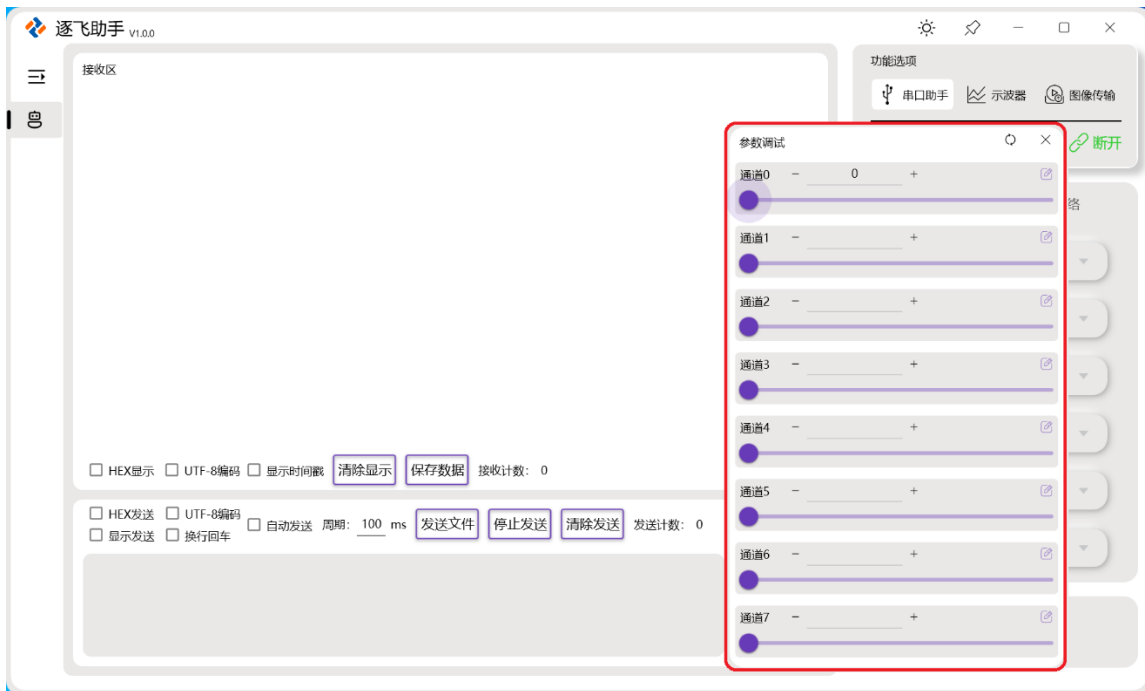 逐飞助手 V1.0.0
接收区
功能选项
串口助手 示波器 图像传输
断开
参数调试
通道0 − 0 +
通道1 − +
通道2 − +
通道3 − +
通道4 − +
通道5 − +
通道6 − +
通道7 − +
络
HEX显示 UTF-8编码 显示时间戳 清除显示 保存数据 接收计数: 0
HEX发送 UTF-8编码
显示发送 换行回车
自动发送 周期: 100 ms 发送文件 停止发送 清除发送 发送计数: 0